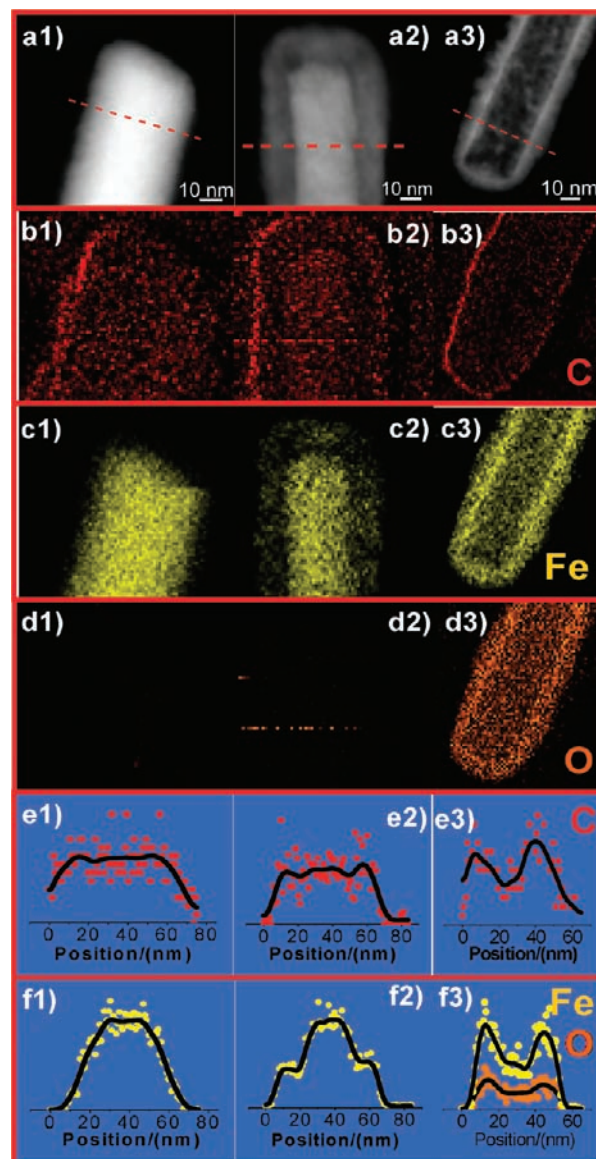 a1) a2) a3)
10 nm 10 nm 10 nm
b1) b2) b3)
C
c1) c2) c3)
Fe
d1) d2) d3)
O
e1) e2) e3) C
0 20 40 60 80 0 20 40 60 80 0 20 40 60
Position/(nm) Position/(nm) Position/(nm)
f1) f2) f3) Fe
O
0 20 40 60 80 0 20 40 60 80 0 20 40 60
Position/(nm) Position/(nm) Position/(nm)